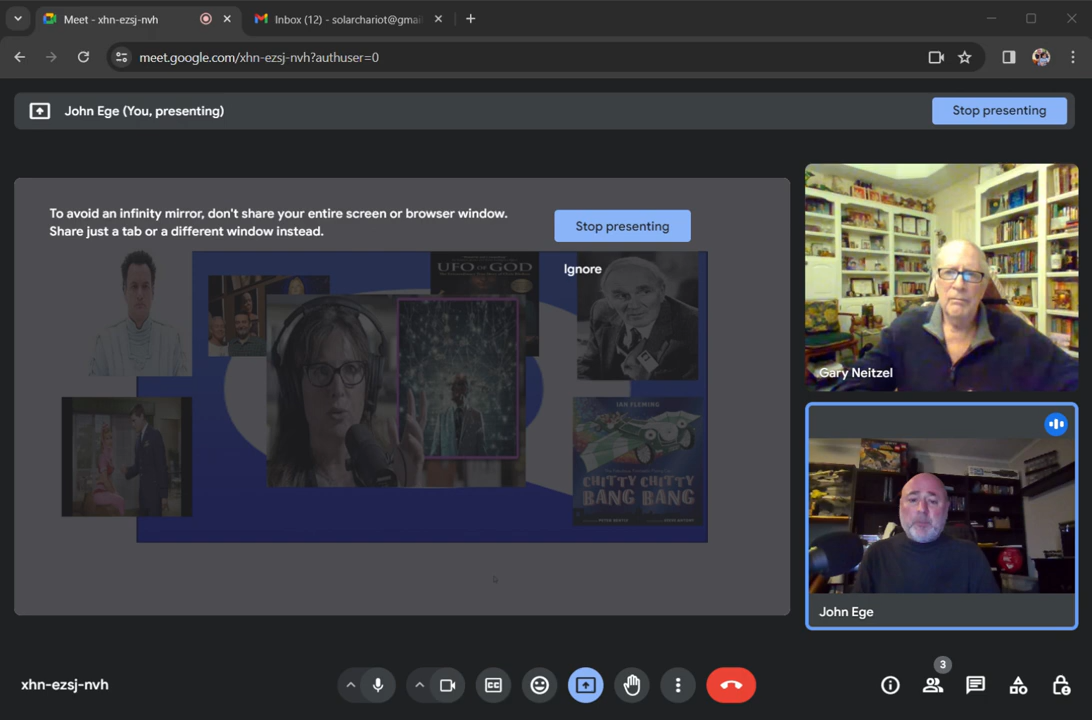 Meet - xhn-ezsj-nvh
Inbox (12) - solarchariot@gmai
meet.google.com/xhn-ezsj-nvh?authuser=0
John Ege (You, presenting)
Stop presenting
To avoid an infinity mirror, don't share your entire screen or browser window.
Share just a tab or a different window instead.
Stop presenting
Ignore
UFO OF GOD
IAN FLEMING
CHITTY CHITTY
BANG BANG
Gary Neitzel
John Ege
xhn-ezsj-nvh
CC
3